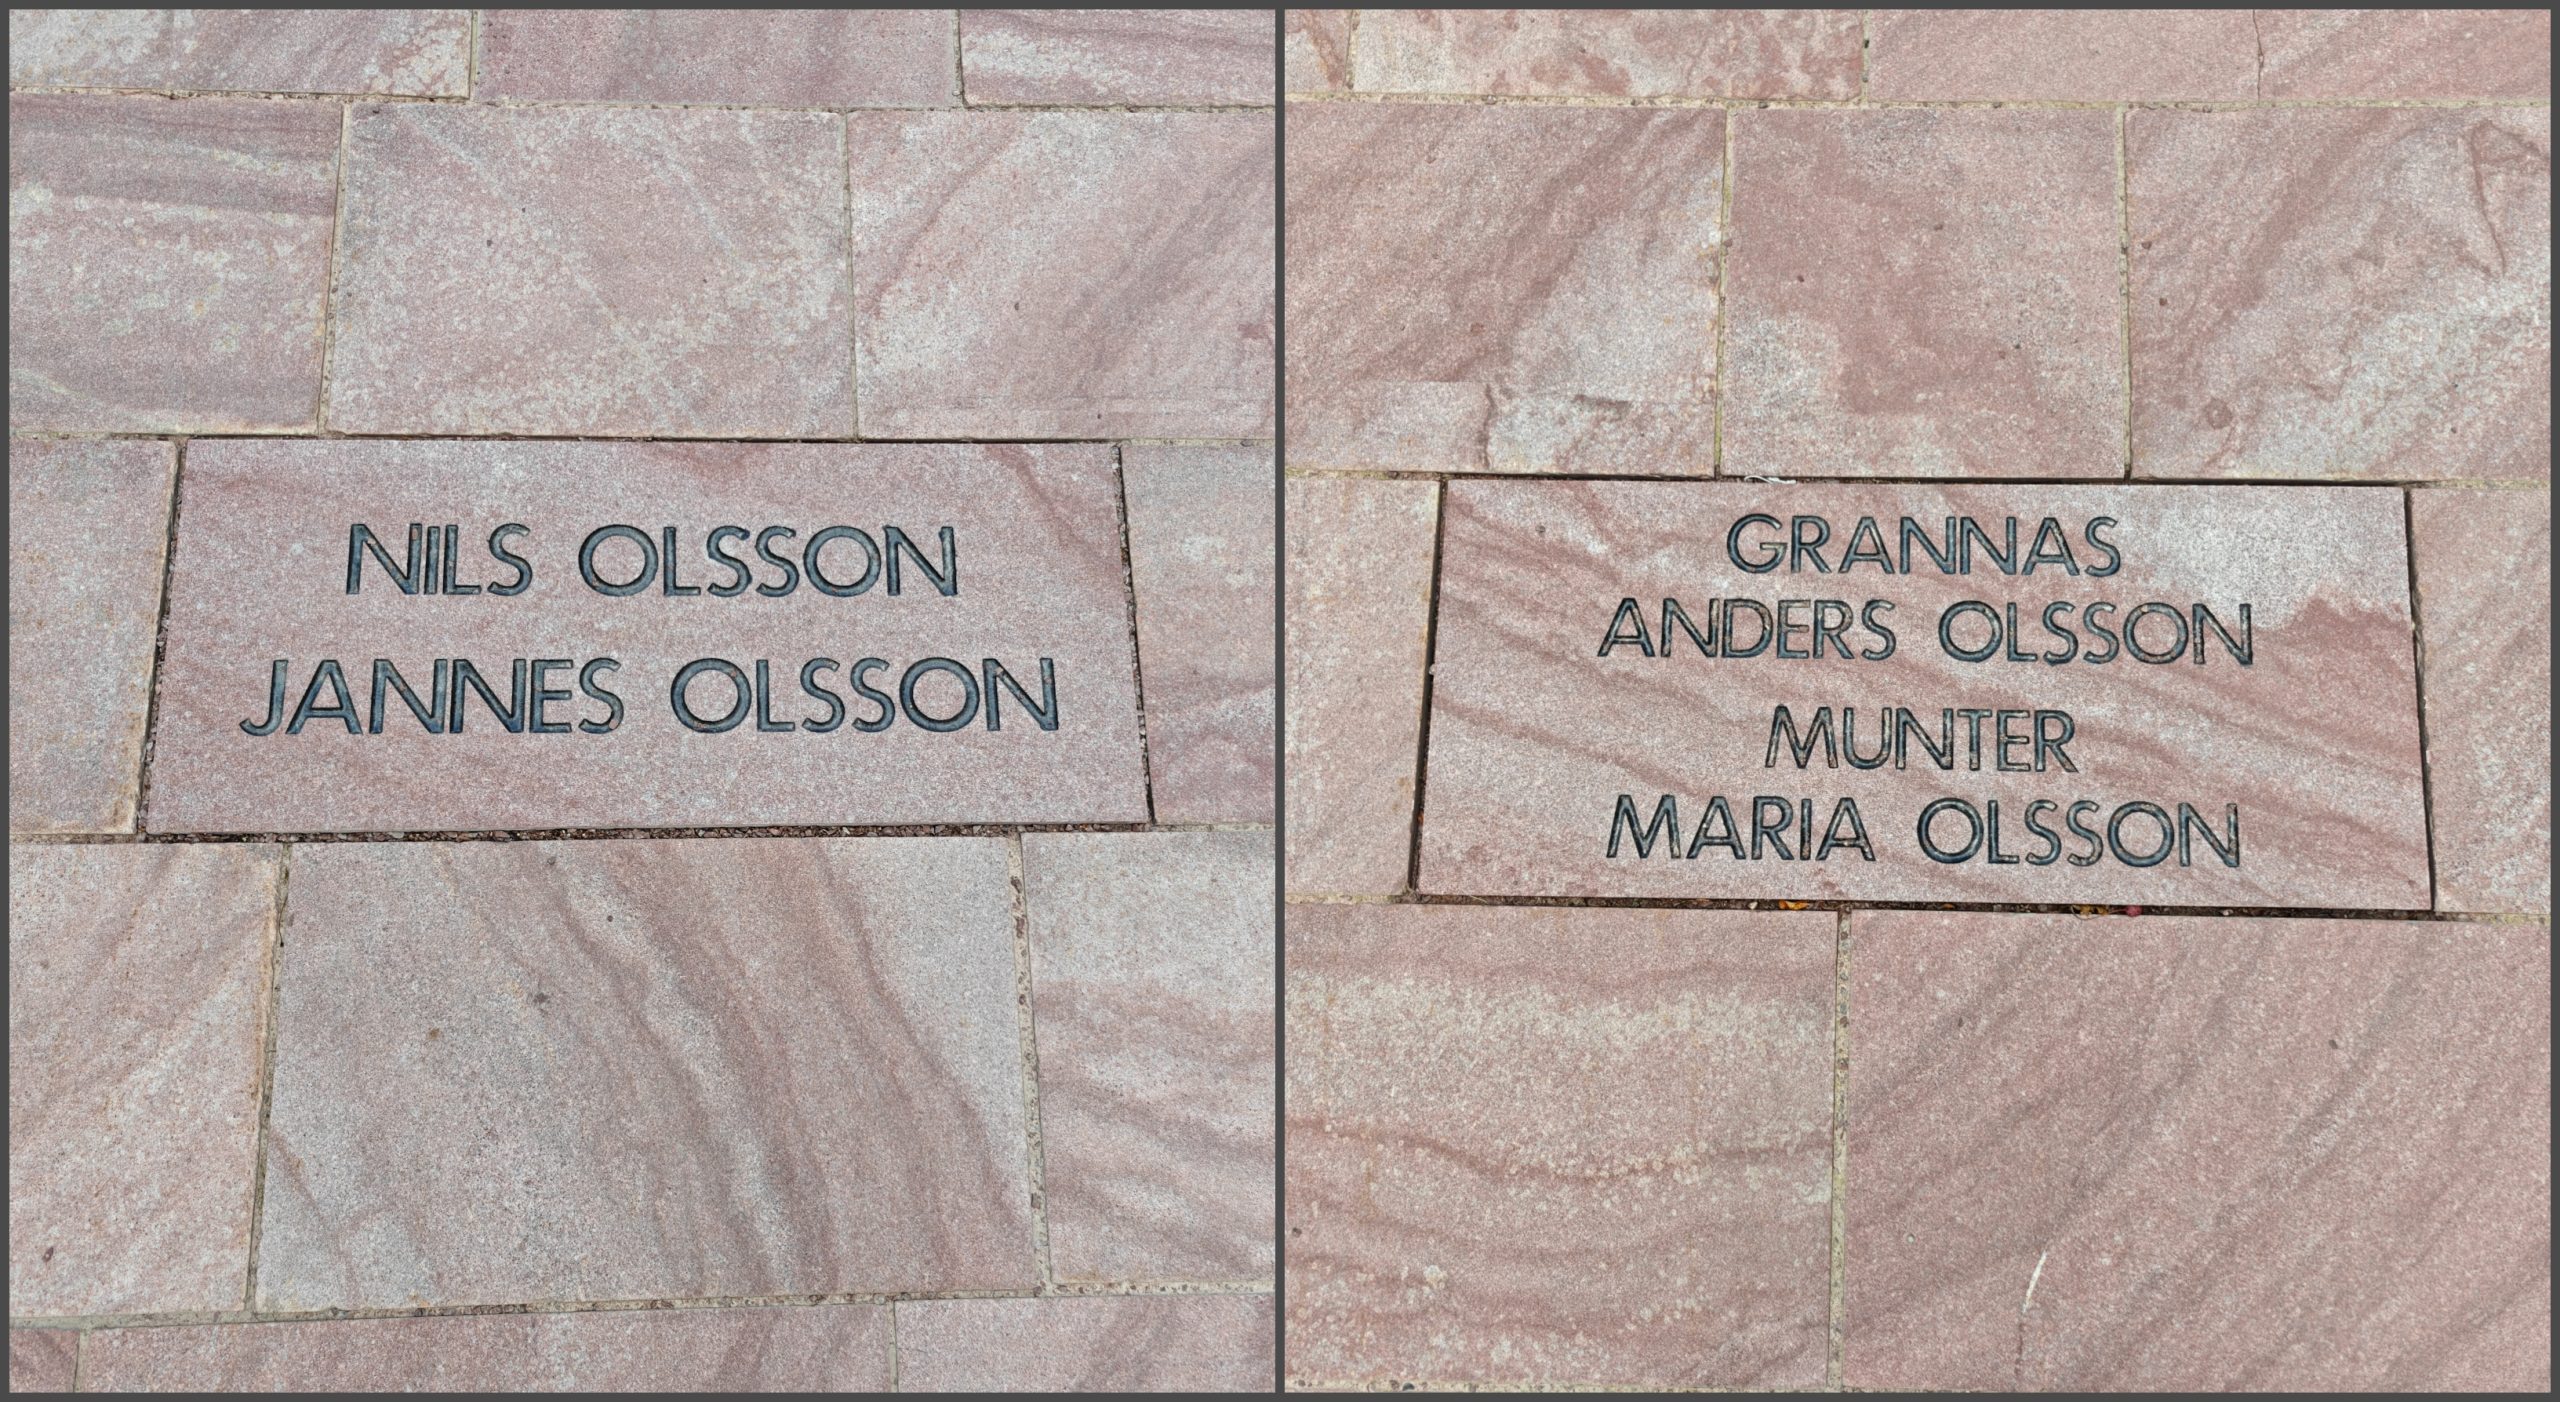 NILS OLSSON
JANNES OLSSON
GRANNAS
ANDERS OLSSON
MUNTER
MARIA OLSSON